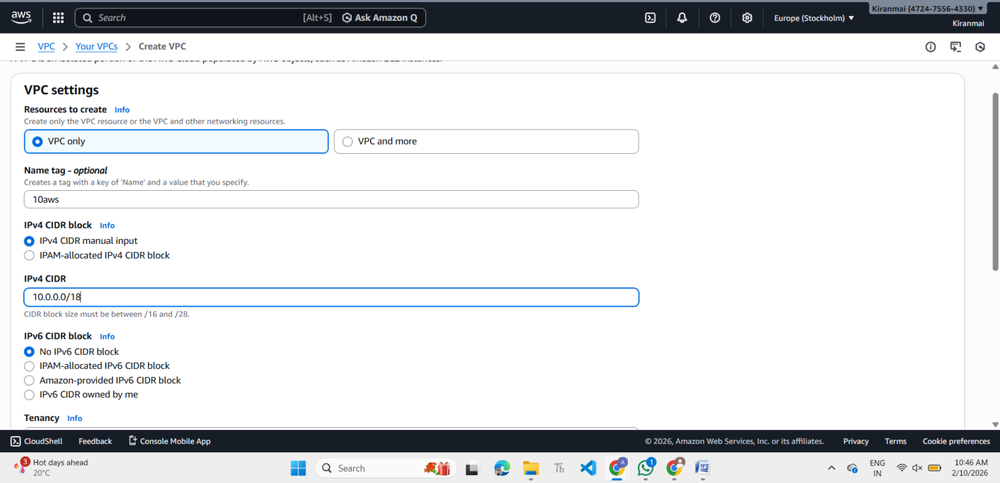 aws
Search [Alt+S] Ask Amazon Q
Europe (Stockholm) ▼
Kiranmai (4724-7556-4330) ▼
Kiranmai
VPC > Your VPCs > Create VPC
VPC settings
Resources to create Info
Create only the VPC resource or the VPC and other networking resources.
VPC only
VPC and more
Name tag - optional
Creates a tag with a key of 'Name' and a value that you specify.
10aws
IPv4 CIDR block Info
IPv4 CIDR manual input
IPAM-allocated IPv4 CIDR block
IPv4 CIDR
10.0.0.0/18
CIDR block size must be between /16 and /28.
IPv6 CIDR block Info
No IPv6 CIDR block
IPAM-allocated IPv6 CIDR block
Amazon-provided IPv6 CIDR block
IPv6 CIDR owned by me
Tenancy Info
CloudShell Feedback Console Mobile App
© 2026, Amazon Web Services, Inc. or its affiliates. Privacy Terms Cookie preferences
3
Hot days ahead
20°C
Search
Th
A
1
ENG
IN
10:46 AM
2/10/2026